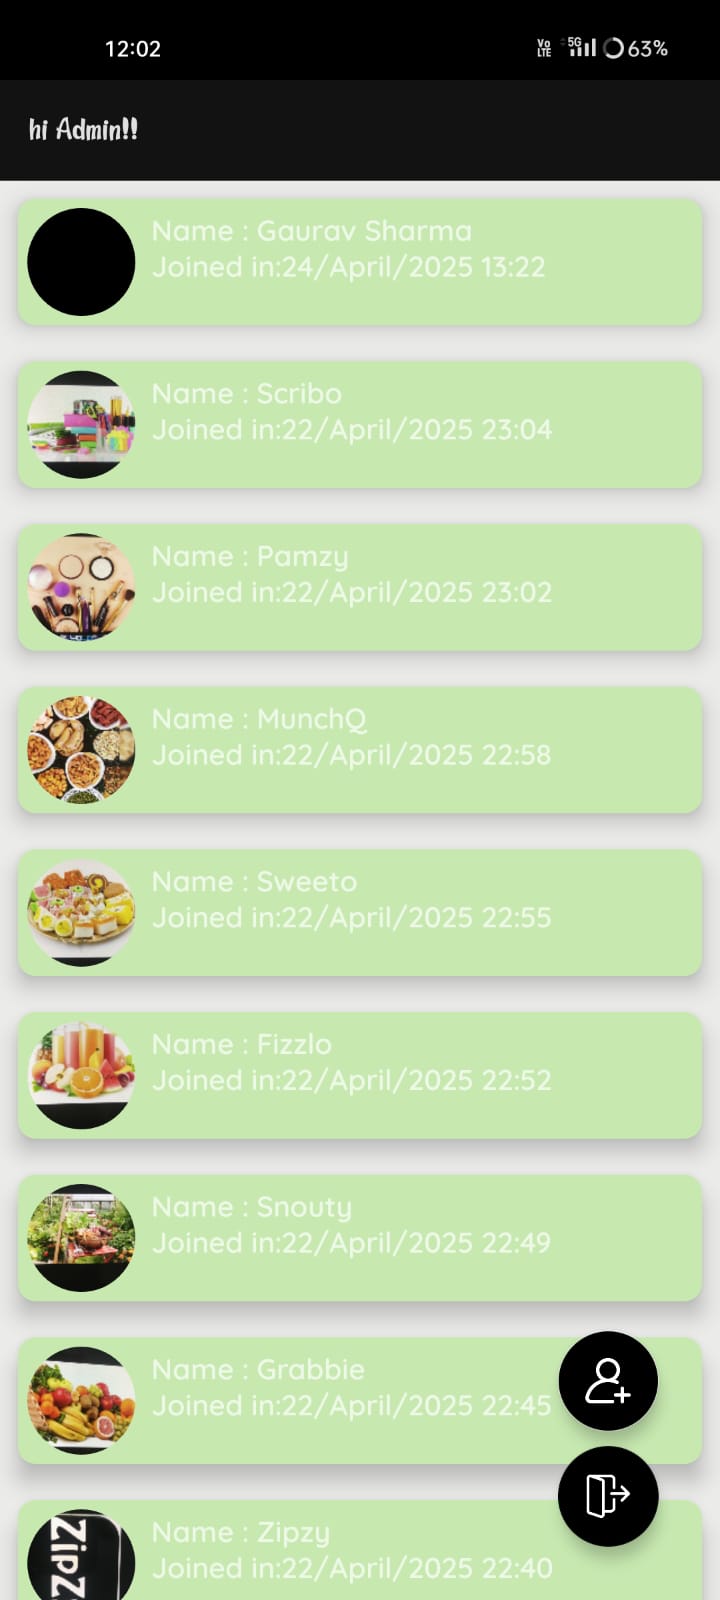 12:02 Vo LTE 5G 63%
hi Admin!!
Name : Gaurav Sharma
Joined in:24/April/2025 13:22
Name : Scribo
Joined in:22/April/2025 23:04
Name : Pamzy
Joined in:22/April/2025 23:02
Name : MunchQ
Joined in:22/April/2025 22:58
Name : Sweeto
Joined in:22/April/2025 22:55
Name : Fizzlo
Joined in:22/April/2025 22:52
Name : Snouty
Joined in:22/April/2025 22:49
Name : Grabbie
Joined in:22/April/2025 22:45
Name : Zipzy
Joined in:22/April/2025 22:40